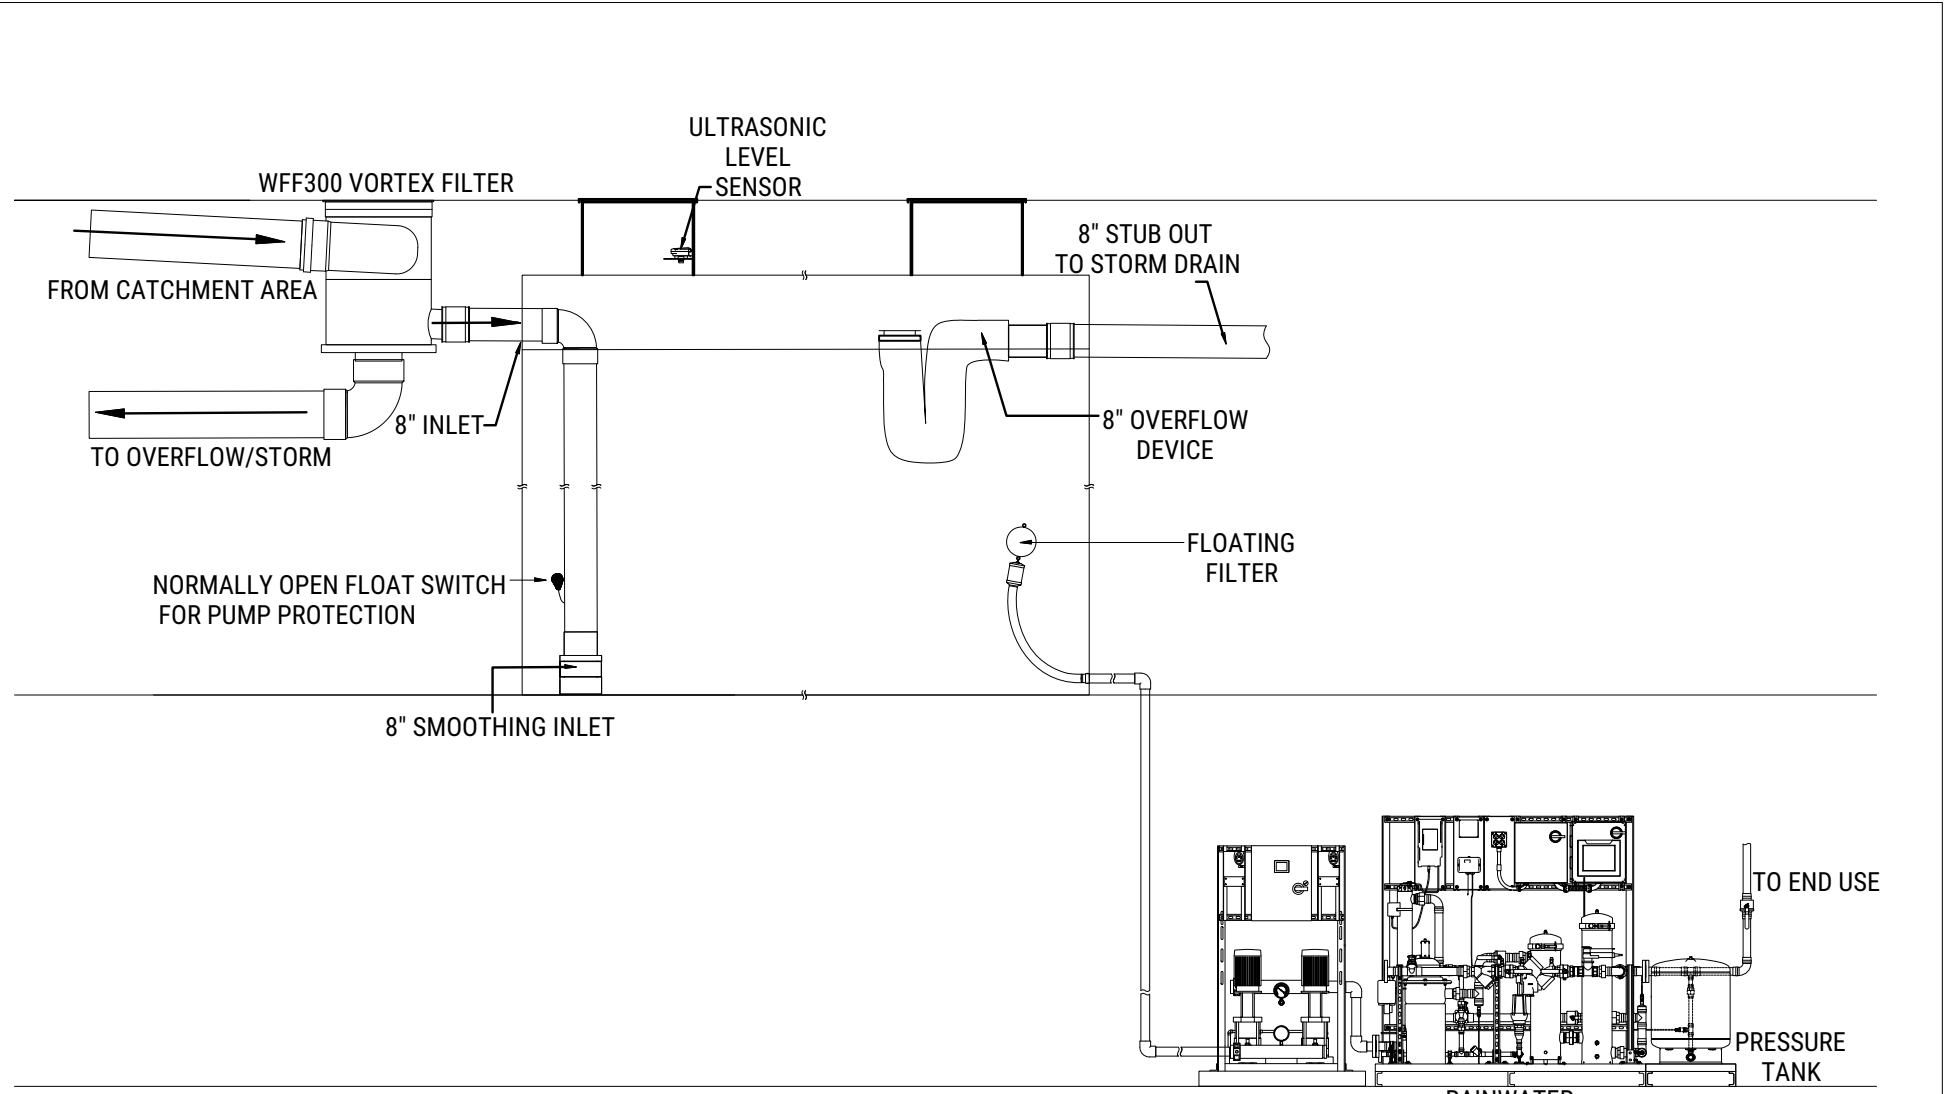 ULTRASONIC
LEVEL
SENSOR
WFF300 VORTEX FILTER
8" STUB OUT
TO STORM DRAIN
FROM CATCHMENT AREA
8" INLET
8" OVERFLOW
DEVICE
TO OVERFLOW/STORM
FLOATING
FILTER
NORMALLY OPEN FLOAT SWITCH
FOR PUMP PROTECTION
8" SMOOTHING INLET
TO END USE
PRESSURE
TANK
RAINWATER